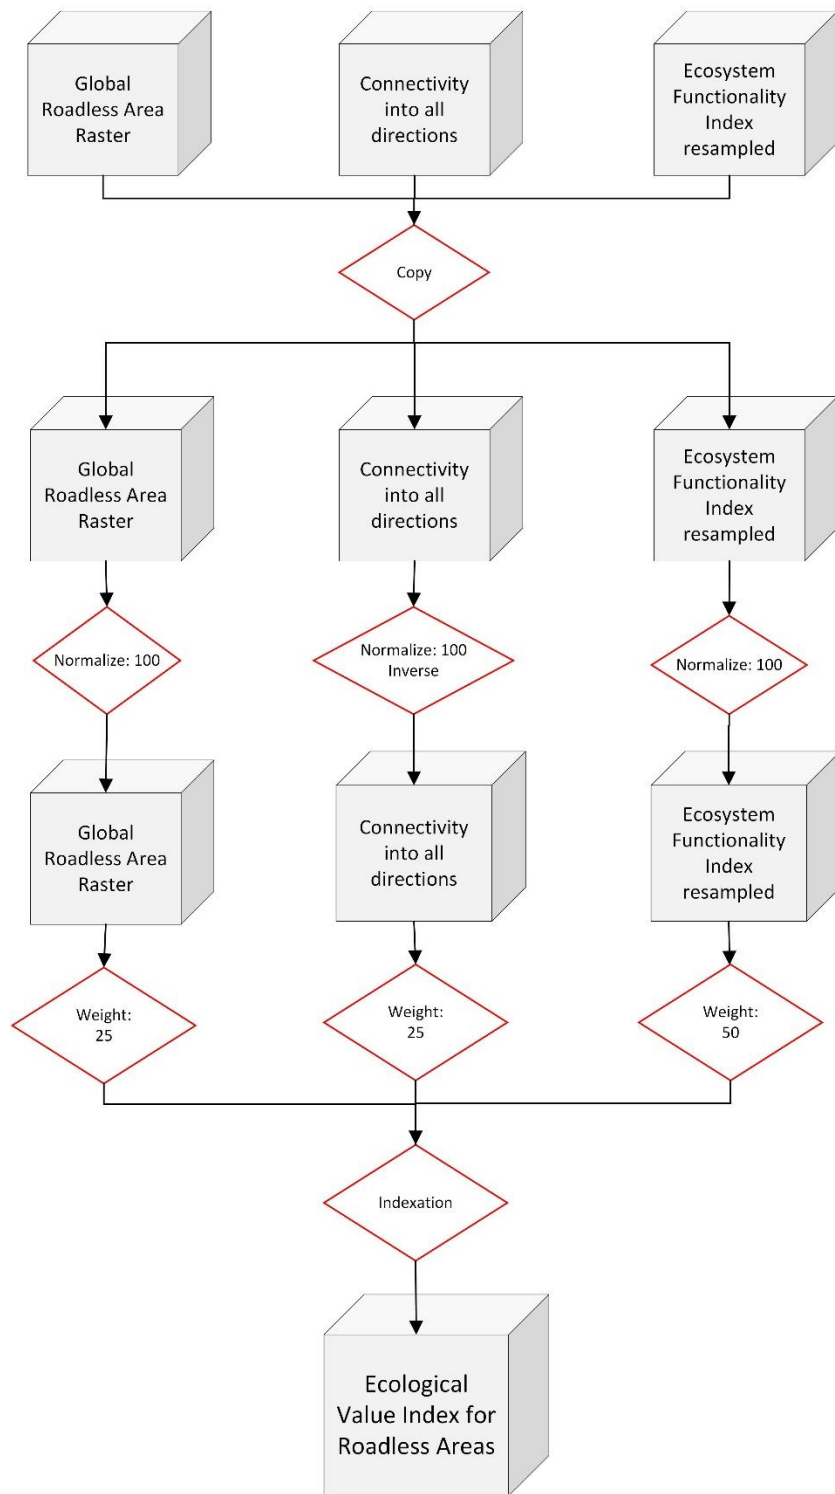 Global
Roadless Area
Raster
Connectivity
into all
directions
Ecosystem
Functionality
Index
resampled
Copy
Global
Roadless Area
Raster
Connectivity
into all
directions
Ecosystem
Functionality
Index
resampled
Normalize: 100
Normalize: 100
Inverse
Normalize: 100
Global
Roadless Area
Raster
Connectivity
into all
directions
Ecosystem
Functionality
Index
resampled
Weight:
25
Weight:
25
Weight:
50
Indexation
Ecological
Value Index for
Roadless Areas